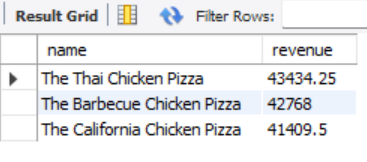 Result Grid Filter Rows:
name revenue
The Thai Chicken Pizza 43434.25
The Barbecue Chicken Pizza 42768
The California Chicken Pizza 41409.5